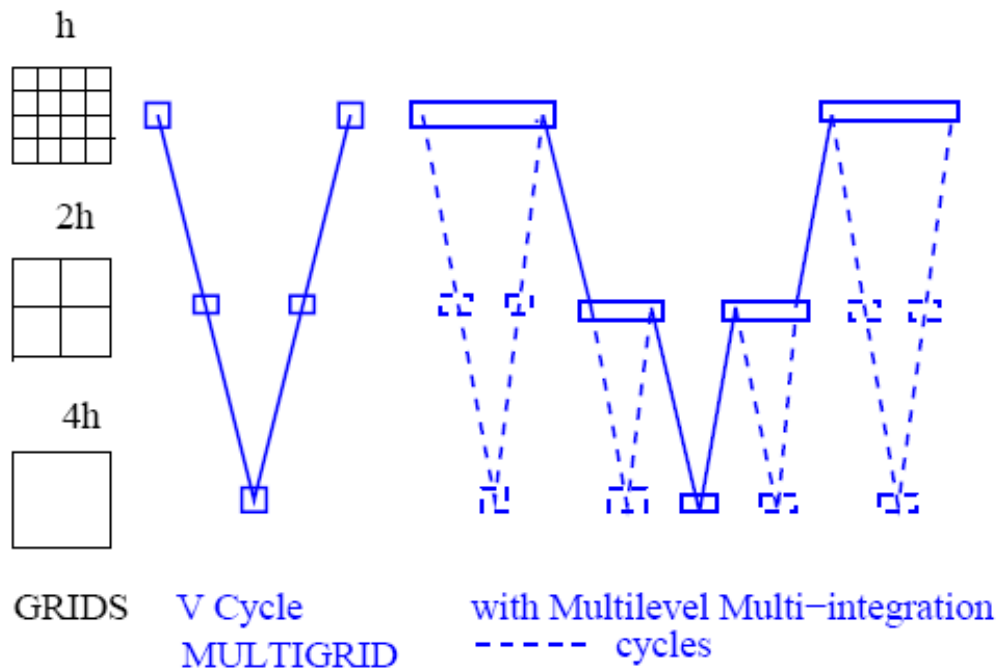 h
2h
4h
GRIDS
V Cycle
MULTIGRID
with Multilevel Multi−integration
cycles